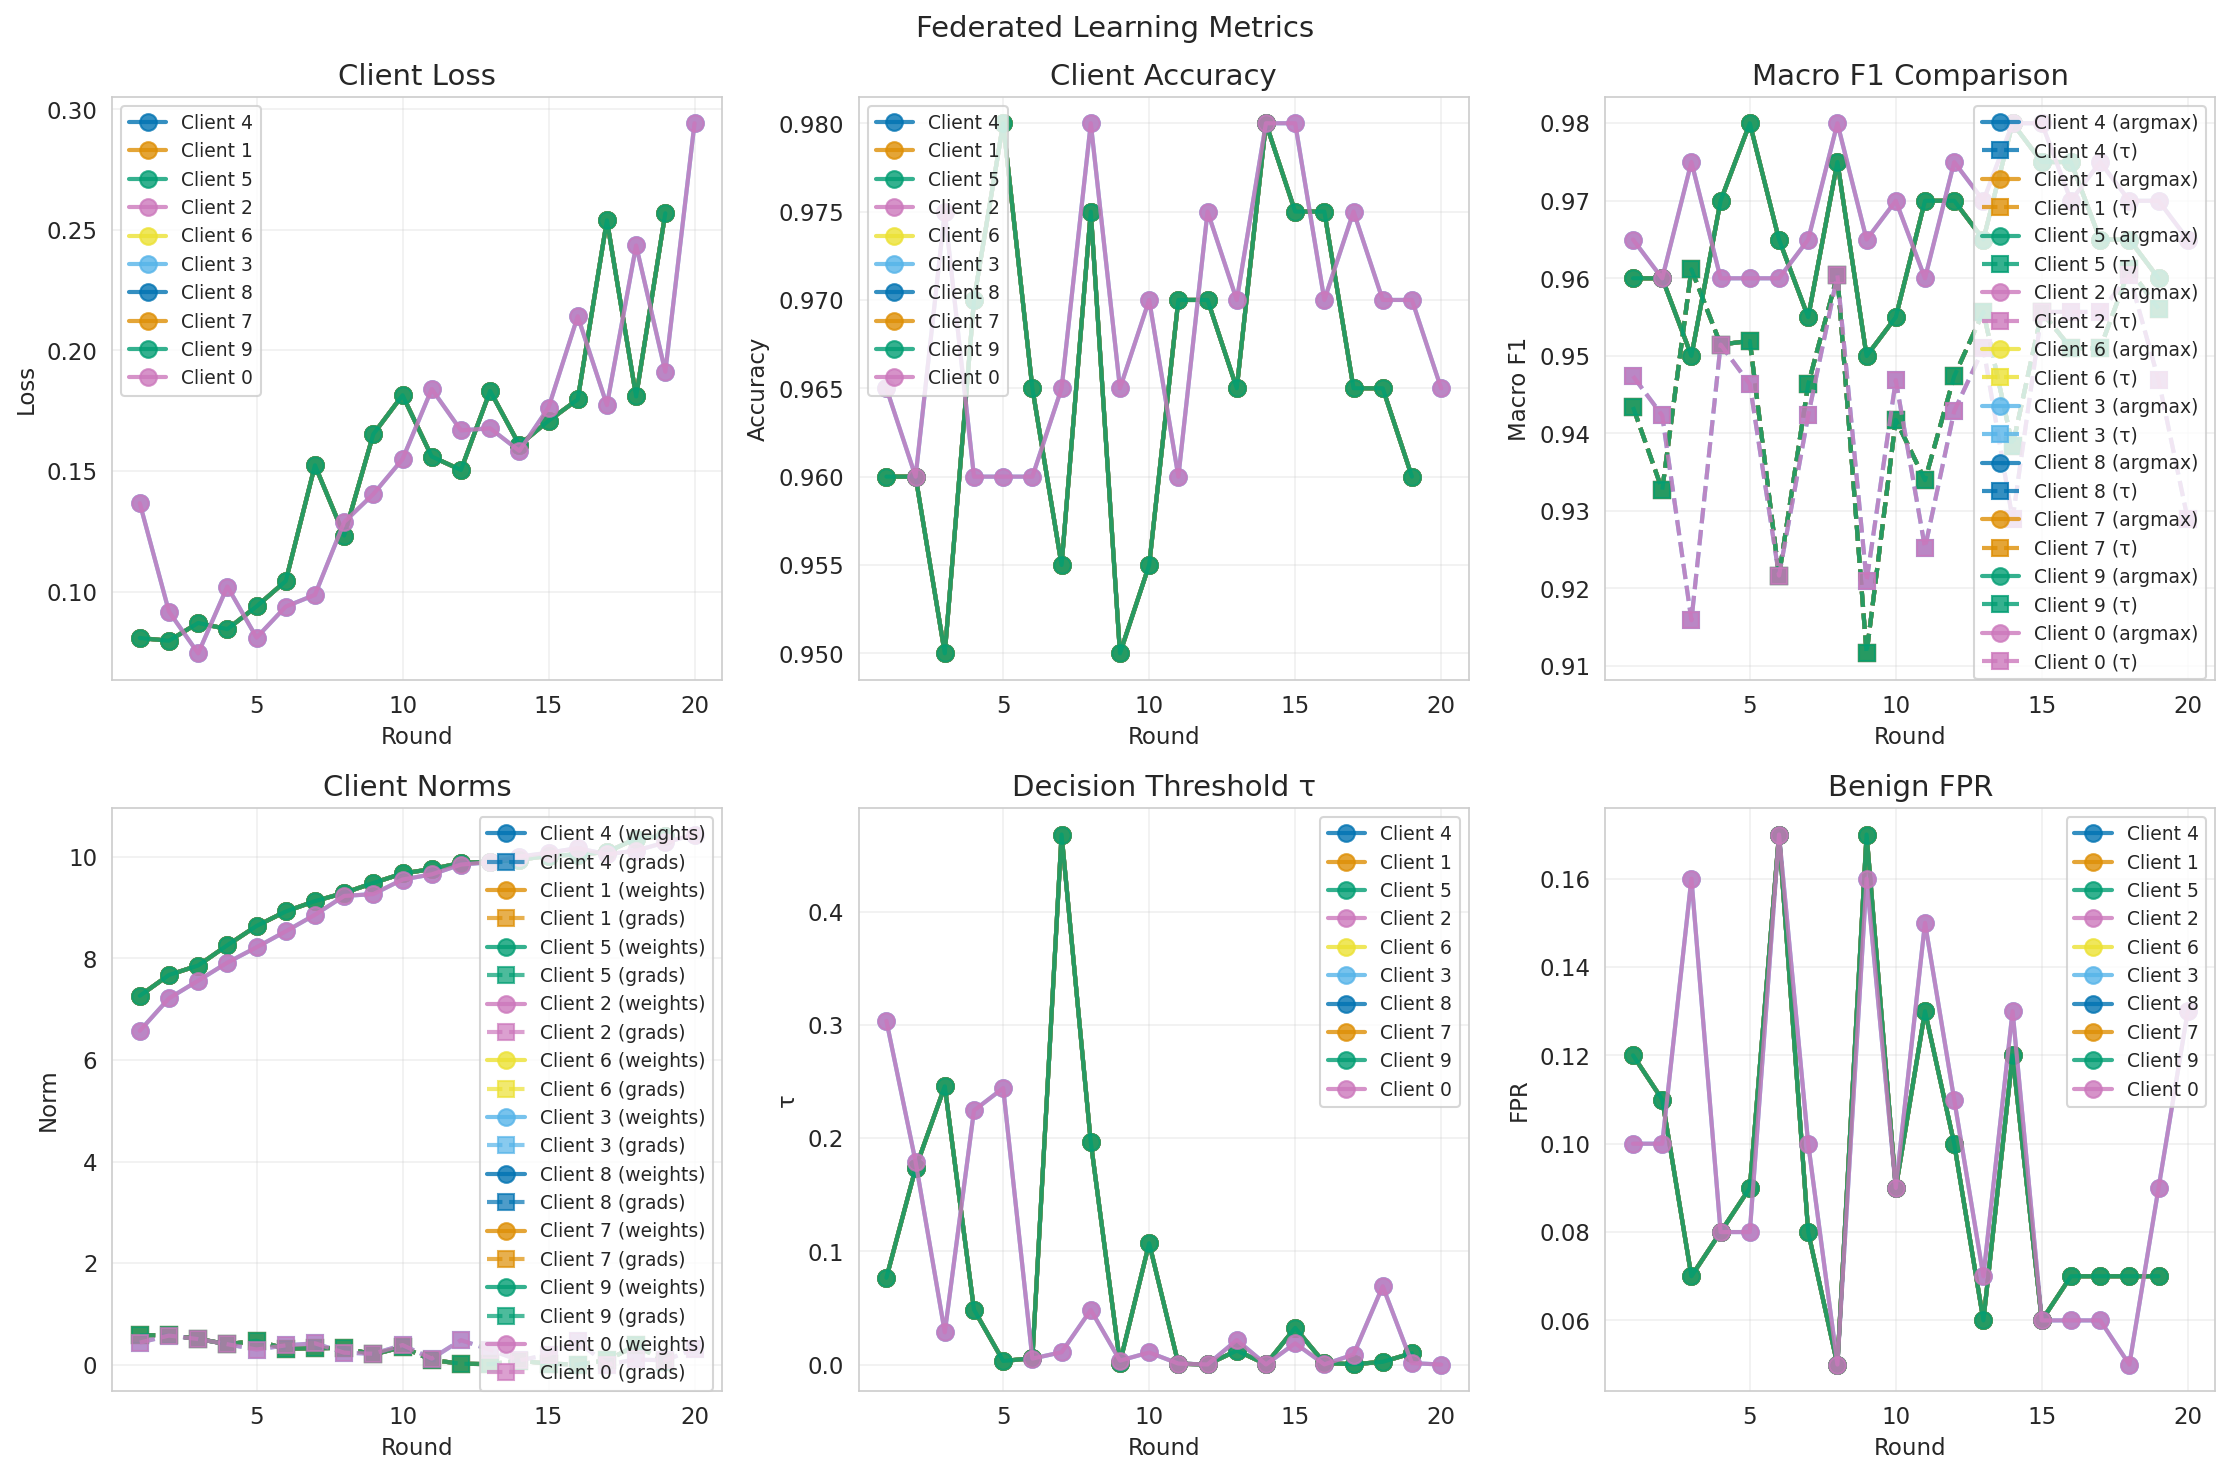 Federated Learning Metrics
Client Loss
0.30
0.25
0.20
0.15
0.10
Loss
5 10 15 20
Round
Client 4
Client 1
Client 5
Client 2
Client 6
Client 3
Client 8
Client 7
Client 9
Client 0
Client Accuracy
0.980
0.975
0.970
0.965
0.960
0.955
0.950
Accuracy
5 10 15 20
Round
Client 4
Client 1
Client 5
Client 2
Client 6
Client 3
Client 8
Client 7
Client 9
Client 0
Macro F1 Comparison
0.98
0.97
0.96
0.95
0.94
0.93
0.92
0.91
Macro F1
5 10 15 20
Round
Client 4 (argmax)
Client 4 (τ)
Client 1 (argmax)
Client 1 (τ)
Client 5 (argmax)
Client 5 (τ)
Client 2 (argmax)
Client 2 (τ)
Client 6 (argmax)
Client 6 (τ)
Client 3 (argmax)
Client 3 (τ)
Client 8 (argmax)
Client 8 (τ)
Client 7 (argmax)
Client 7 (τ)
Client 9 (argmax)
Client 9 (τ)
Client 0 (argmax)
Client 0 (τ)
Client Norms
10
8
6
4
2
0
Norm
5 10 15 20
Round
Client 4 (weights)
Client 4 (grads)
Client 1 (weights)
Client 1 (grads)
Client 5 (weights)
Client 5 (grads)
Client 2 (weights)
Client 2 (grads)
Client 6 (weights)
Client 6 (grads)
Client 3 (weights)
Client 3 (grads)
Client 8 (weights)
Client 8 (grads)
Client 7 (weights)
Client 7 (grads)
Client 9 (weights)
Client 9 (grads)
Client 0 (weights)
Client 0 (grads)
Decision Threshold τ
0.4
0.3
0.2
0.1
0.0
τ
5 10 15 20
Round
Client 4
Client 1
Client 5
Client 2
Client 6
Client 3
Client 8
Client 7
Client 9
Client 0
Benign FPR
0.16
0.14
0.12
0.10
0.08
0.06
FPR
5 10 15 20
Round
Client 4
Client 1
Client 5
Client 2
Client 6
Client 3
Client 8
Client 7
Client 9
Client 0